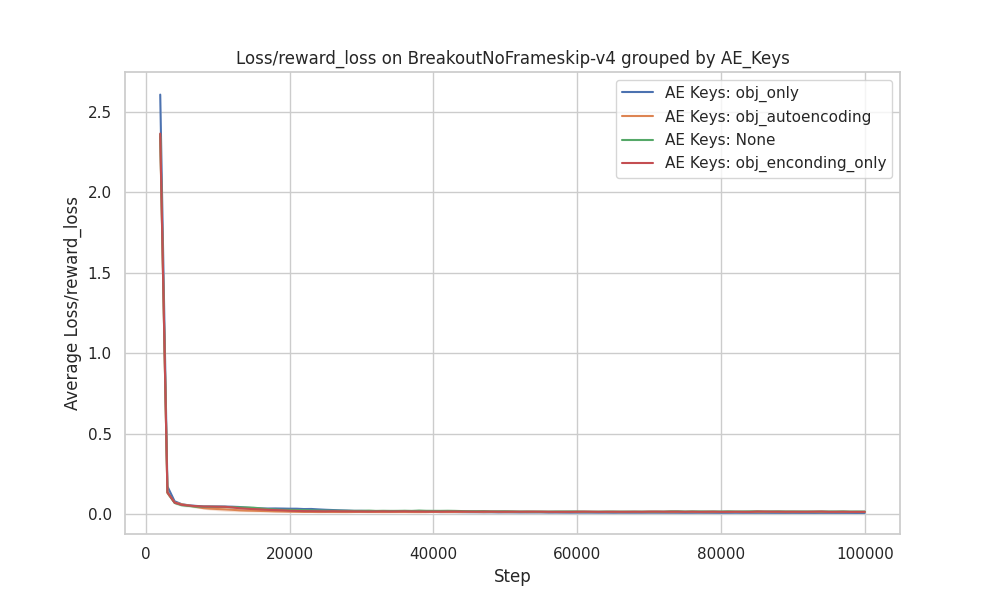 Loss/reward_loss on BreakoutNoFrameskip-v4 grouped by AE_Keys
AE Keys: obj_only
AE Keys: obj_autoencoding
AE Keys: None
AE Keys: obj_enconding_only
Average Loss/reward_loss
2.5
2.0
1.5
1.0
0.5
0.0
0
20000
40000
60000
80000
100000
Step